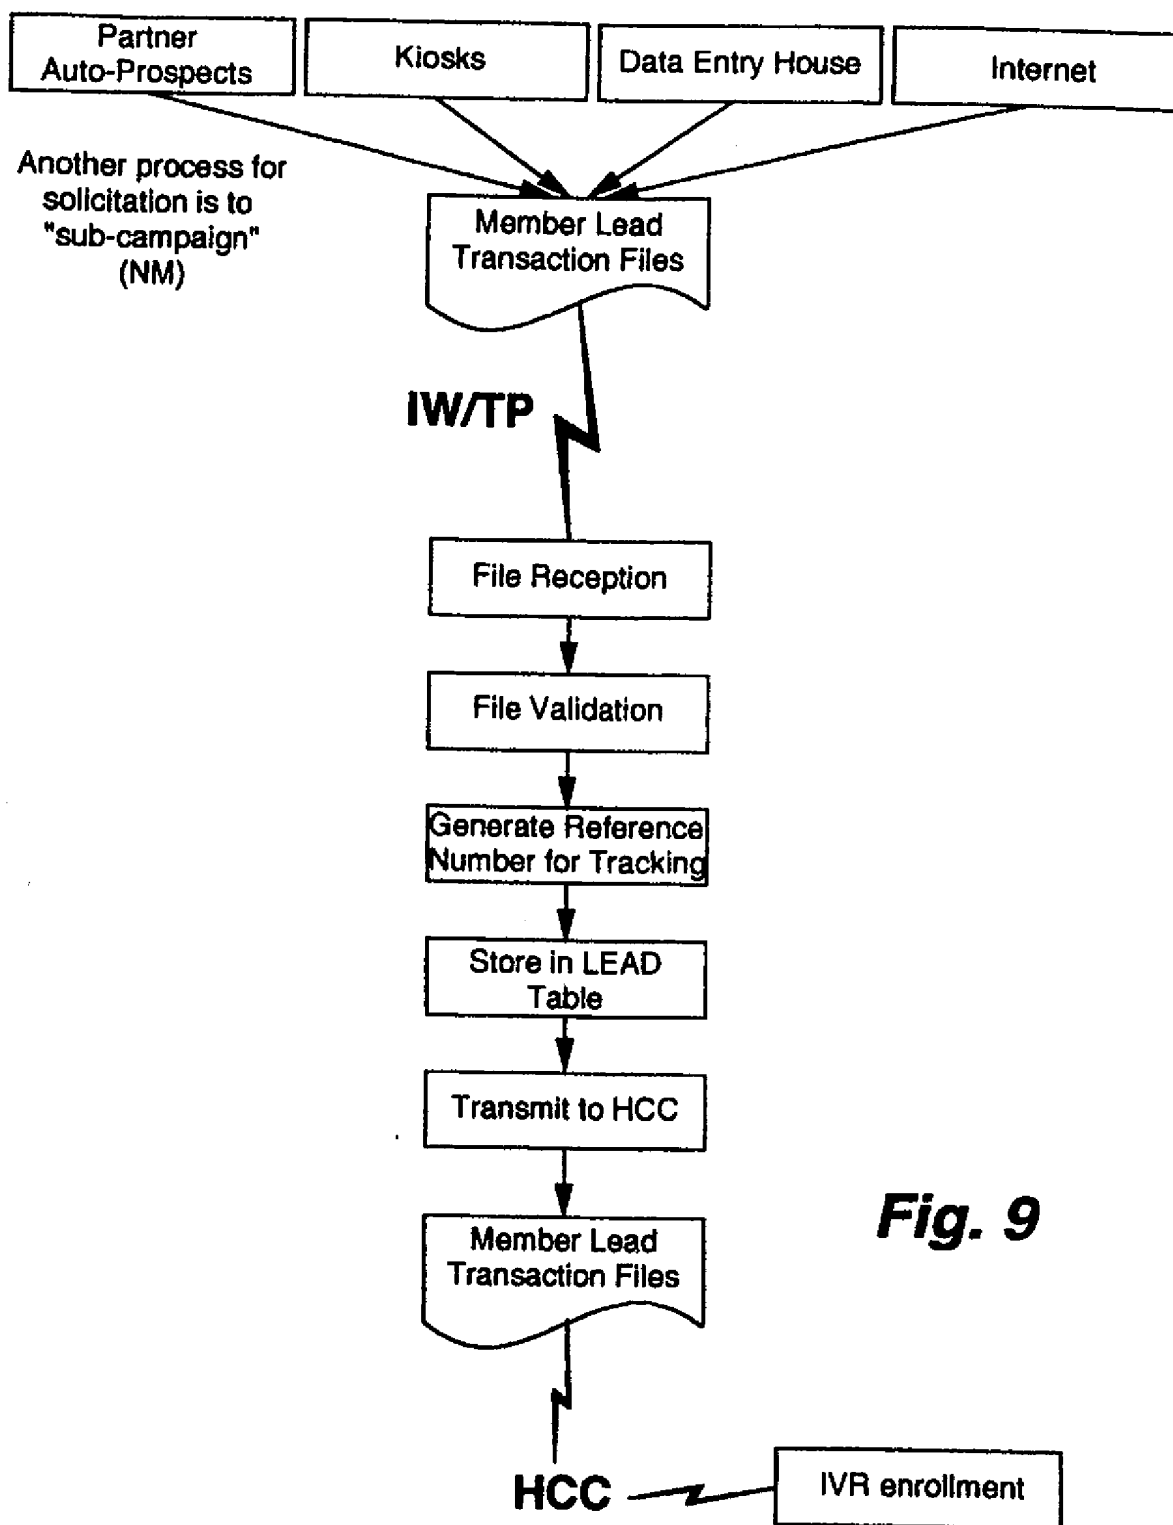 Partner
Auto-Prospects
Kiosks
Data Entry House
Internet
Another process for
solicitation is to
"sub-campaign"
(NM)
Member Lead
Transaction Files
IW/TP
File Reception
File Validation
Generate Reference
Number for Tracking
Store in LEAD
Table
Transmit to HCC
Member Lead
Transaction Files
Fig. 9
HCC
IVR enrollment